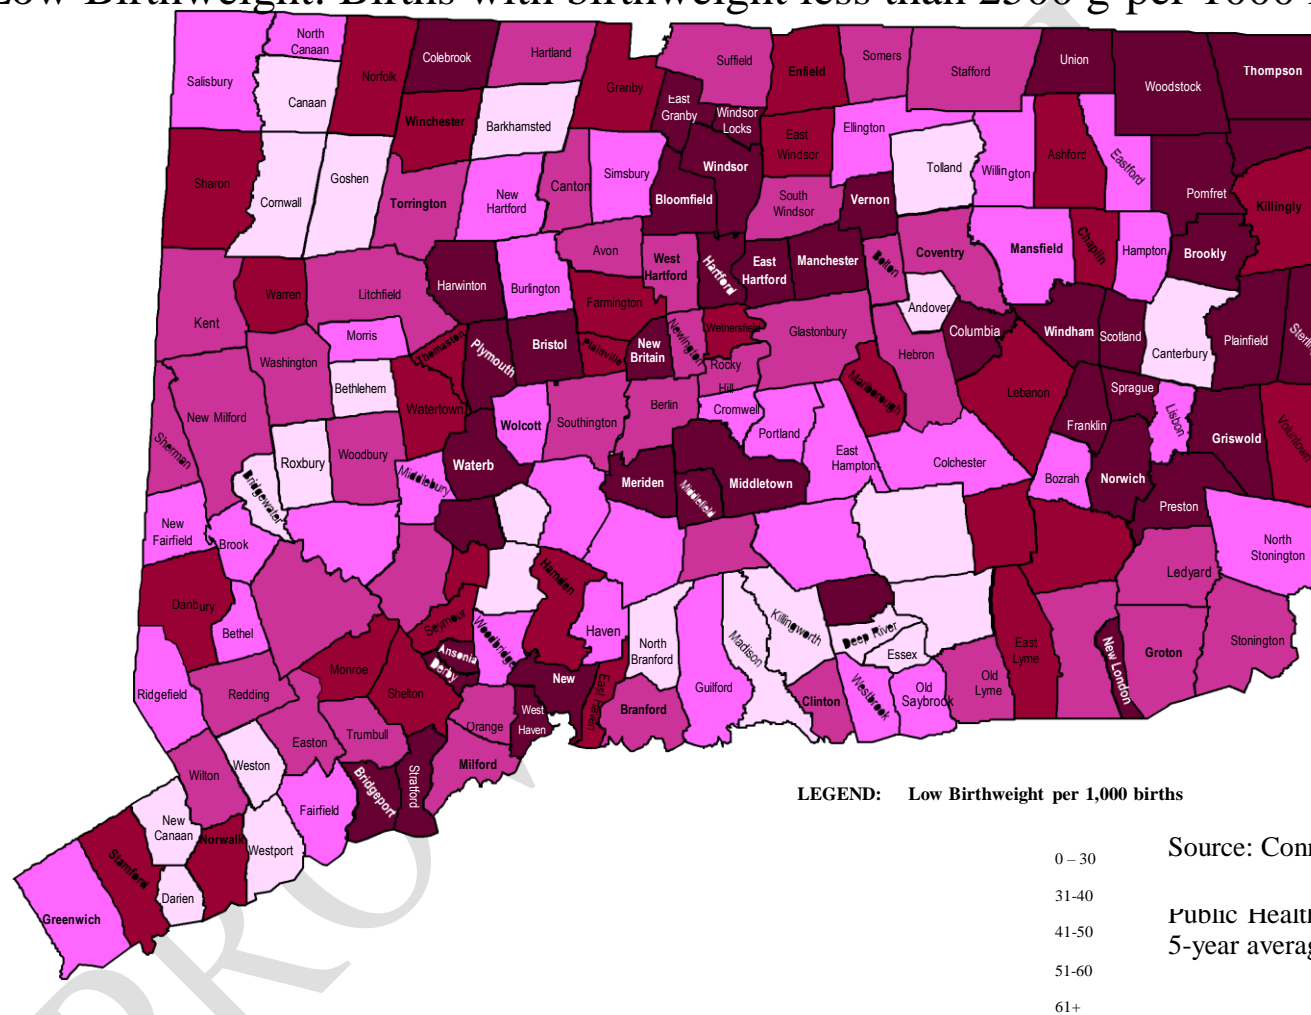 Low Birthweight: Births with birthweight less than 2500 g per 1000
North
Canaan
Salisbury
Canaan
Norfolk
Colebrook
Hartland
Granby
Suffield
Enfield
Somers
Stafford
Union
Woodstock
Thompson
East
Granby
Windsor
Locks
Winchester
Barkhamsted
East
Windsor
Ellington
Tolland
Willington
Ashford
Eastford
Pomfret
Killingly
Sharon
Cornwall
Goshen
Torrington
New
Hartford
Canton
Simsbury
Bloomfield
Windsor
South
Windsor
Vernon
Coventry
Mansfield
Chaplin
Hampton
Brookly
Kent
Warren
Litchfield
Harwinton
Burlington
Avon
West
Hartford
Hartford
East
Hartford
Manchester
Bolton
Andover
Columbia
Windham
Scotland
Canterbury
Plainfield
Washington
Morris
Bethlehem
Thomaston
Plymouth
Bristol
Farmington
Plainville
New
Britain
Newington
Wethersfield
Rocky
Hill
Glastonbury
Hebron
Marlborough
Lebanon
Sprague
Franklin
Lisbon
Griswold
Voluntown
New Milford
Sherman
Roxbury
Bridgewater
Woodbury
Watertown
Middlebury
Waterb
Wolcott
Southington
Berlin
Cromwell
Portland
East
Hampton
Colchester
Bozrah
Norwich
Preston
North
Stonington
Meriden
Middlefield
Middletown
New
Fairfield
Brook
Danbury
Bethel
Ridgefield
Redding
Monroe
Seymour
Ansonia
Derby
Shelton
Woodbridge
Hamden
Haven
North
Branford
Guilford
Madison
Killingworth
Deep River
Essex
Clinton
Westbrook
Old
Saybrook
Old
Lyme
East
Lyme
New London
Groton
Ledyard
Stonington
New
West
Haven
East Haven
Branford
Orange
Milford
Wilton
Weston
Easton
Trumbull
Bridgeport
Stratford
Fairfield
New
Canaan
Norwalk
Westport
Stamford
Darien
Greenwich
LEGEND: Low Birthweight per 1,000 births
0 – 30
31-40
41-50
51-60
61+
Source: Con
Public Health
5-year averag